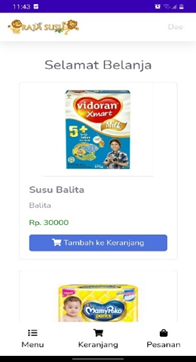 11:43
RAJA SUSU
Selamat Belanja
vidoran
Xmart
5+
Susu Balita
Balita
Rp. 30000
Tambah ke Keranjang
MamyPoko
pants
Menu
Keranjang
Pesanan